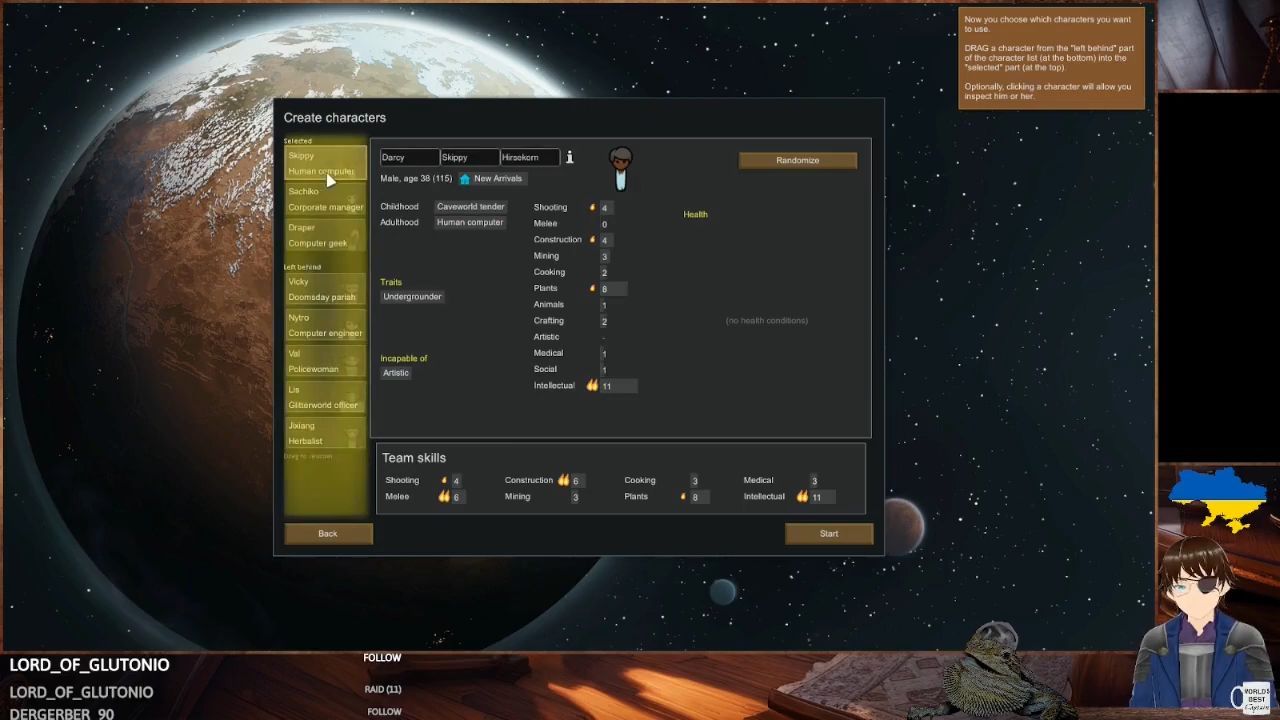 Now you choose which characters you want
to use.
DRAG a character from the "left behind" part
of the character list (at the bottom) into the
"selected" part (at the top).
Optionally, clicking a character will allow you
inspect him or her.
Create characters
Selected
Skippy
Human computer
Sachiko
Corporate manager
Draper
Computer geek
Left behind
Vicky
Doomsday pariah
Nytro
Computer engineer
Val
Policewoman
Lis
Glitterworld officer
Jixiang
Herbalist
Drag to reorder
Darcy Skippy Hirsekorn
Randomize
Male, age 38 (115) New Arrivals
Childhood Caveworld tender
Adulthood Human computer
Traits
Undergrounder
Incapable of
Artistic
Shooting 4
Melee 0
Construction 4
Mining 3
Cooking 2
Plants 8
Animals 1
Crafting 2
Artistic -
Medical 1
Social 1
Intellectual 11
Health
(no health conditions)
Team skills
Shooting 4 Construction 6 Cooking 3 Medical 3
Melee 6 Mining 3 Plants 8 Intellectual 11
Back
Start
LORD_OF_GLUTONIO FOLLOW
LORD_OF_GLUTONIO RAID (11)
DERGERBER_90 FOLLOW
WORLD'S
BEST